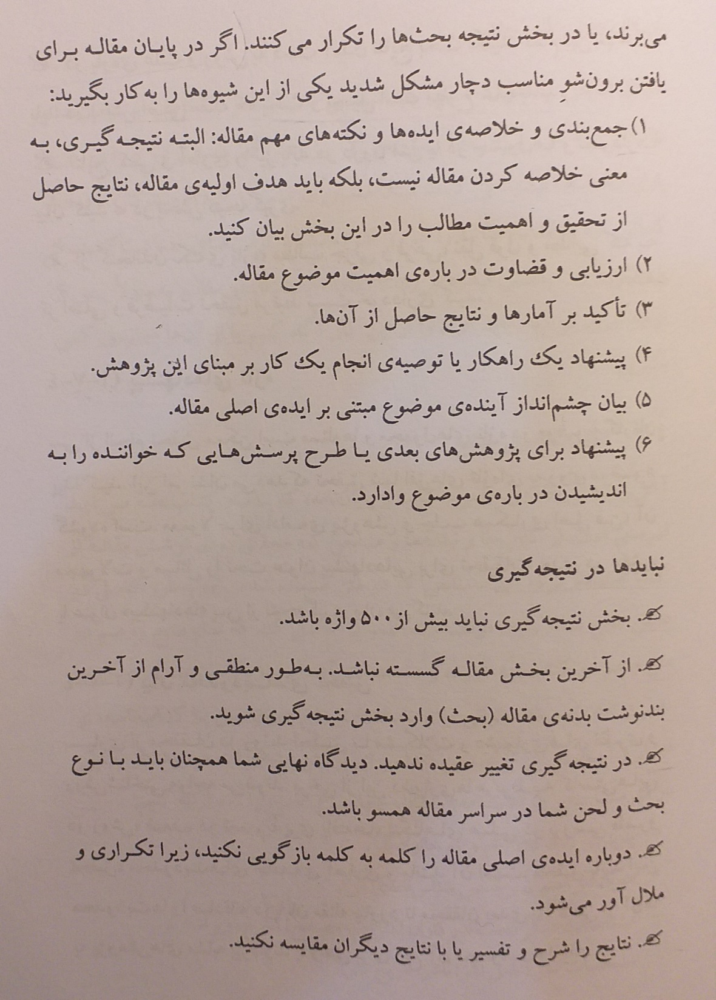 می‌برند، یا در بخش نتیجه بحث‌ها را تکرار می‌کنند. اگر در پایان مقاله برای
یافتن برون‌شوِ مناسب دچار مشکل شدید یکی از این شیوه‌ها را به‌کار بگیرید:
۱) جمع‌بندی و خلاصه‌ی ایده‌ها و نکته‌های مهم مقاله: البته نتیجه‌گیری، به
معنی خلاصه کردن مقاله نیست، بلکه باید هدف اولیه‌ی مقاله، نتایج حاصل
از تحقیق و اهمیت مطالب را در این بخش بیان کنید.
۲) ارزیابی و قضاوت در باره‌ی اهمیت موضوع مقاله.
۳) تأکید بر آمارها و نتایج حاصل از آن‌ها.
۴) پیشنهاد یک راهکار یا توصیه‌ی انجام یک کار بر مبنای این پژوهش.
۵) بیان چشم‌انداز آینده‌ی موضوع مبتنی بر ایده‌ی اصلی مقاله.
۶) پیشنهاد برای پژوهش‌های بعدی یا طرح پرسش‌هایی که خواننده را به
اندیشیدن در باره‌ی موضوع وادارد.
نبایدها در نتیجه‌گیری
✍. بخش نتیجه‌گیری نباید بیش از ۵۰۰ واژه باشد.
✍. از آخرین بخش مقاله گسسته نباشد. به‌طور منطقی و آرام از آخرین
بندنوشت بدنه‌ی مقاله (بحث) وارد بخش نتیجه‌گیری شوید.
✍. در نتیجه‌گیری تغییر عقیده ندهید. دیدگاه نهایی شما همچنان باید با نوع
بحث و لحن شما در سراسر مقاله همسو باشد.
✍. دوباره ایده‌ی اصلی مقاله را کلمه به کلمه بازگویی نکنید، زیرا تکراری و
ملال آور می‌شود.
✍. نتایج را شرح و تفسیر یا با نتایج دیگران مقایسه نکنید.